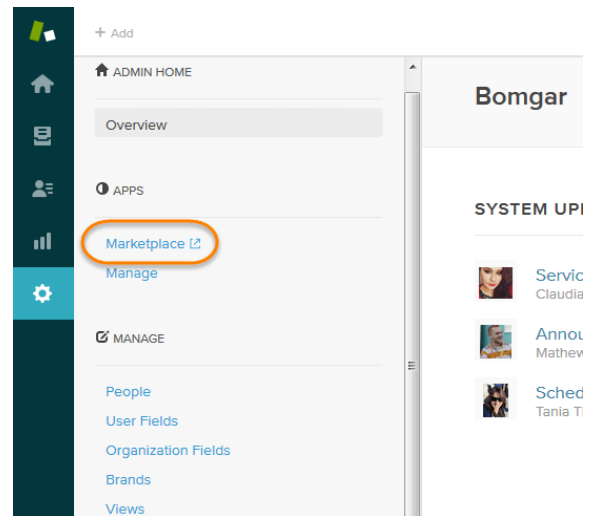 + Add
ADMIN HOME
Overview
APPS
Marketplace
Manage
MANAGE
People
User Fields
Organization Fields
Brands
Views
Bomgar
SYSTEM UP
Servic
Claudia
Annou
Mathew
Sched
Tania T